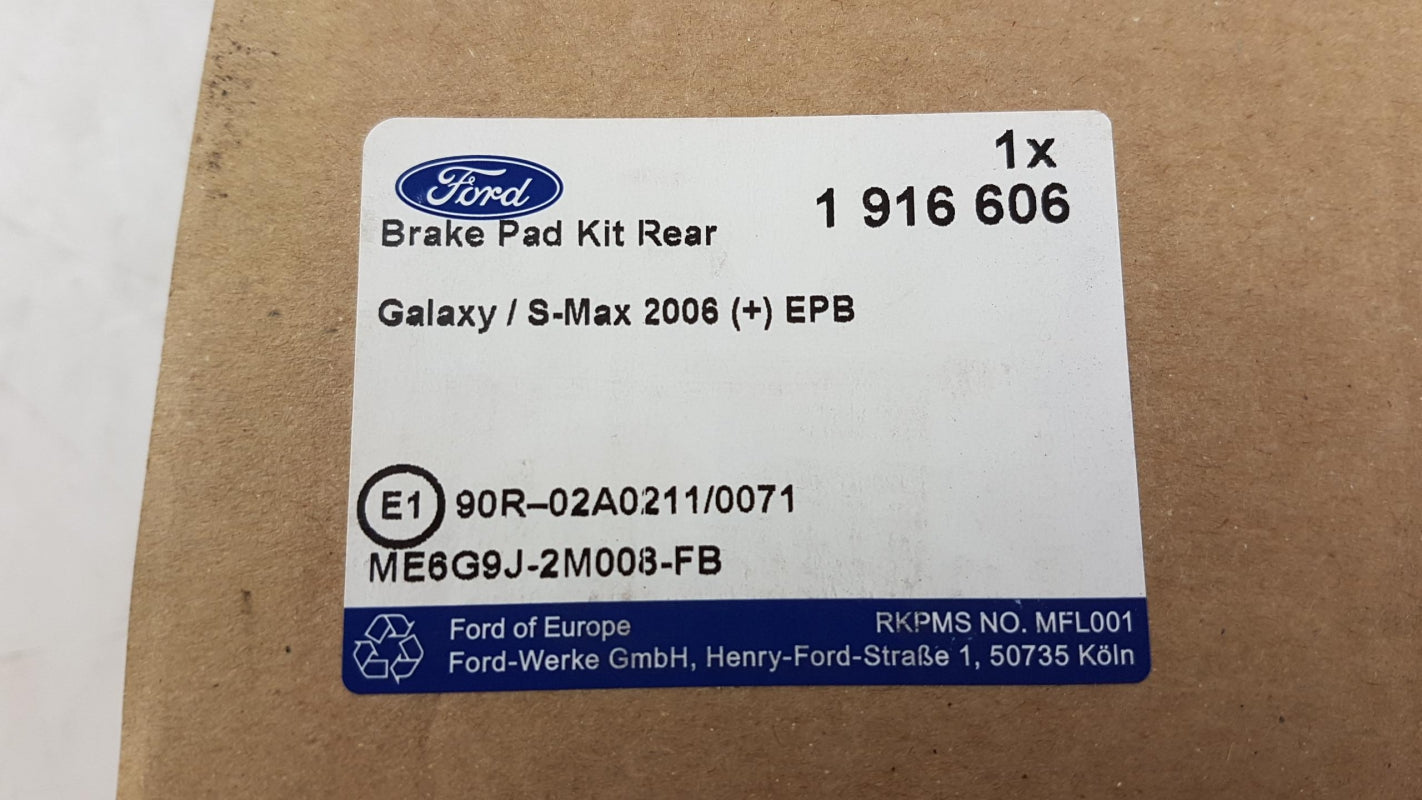 1x
Ford
1 916 606
Brake Pad Kit Rear
Galaxy / S-Max 2006 (+) EPB
E1 90R–02A0211/0071
ME6G9J-2M008-FB
Ford of Europe
RKPMS NO. MFL001
Ford-Werke GmbH, Henry-Ford-Straße 1, 50735 Köln